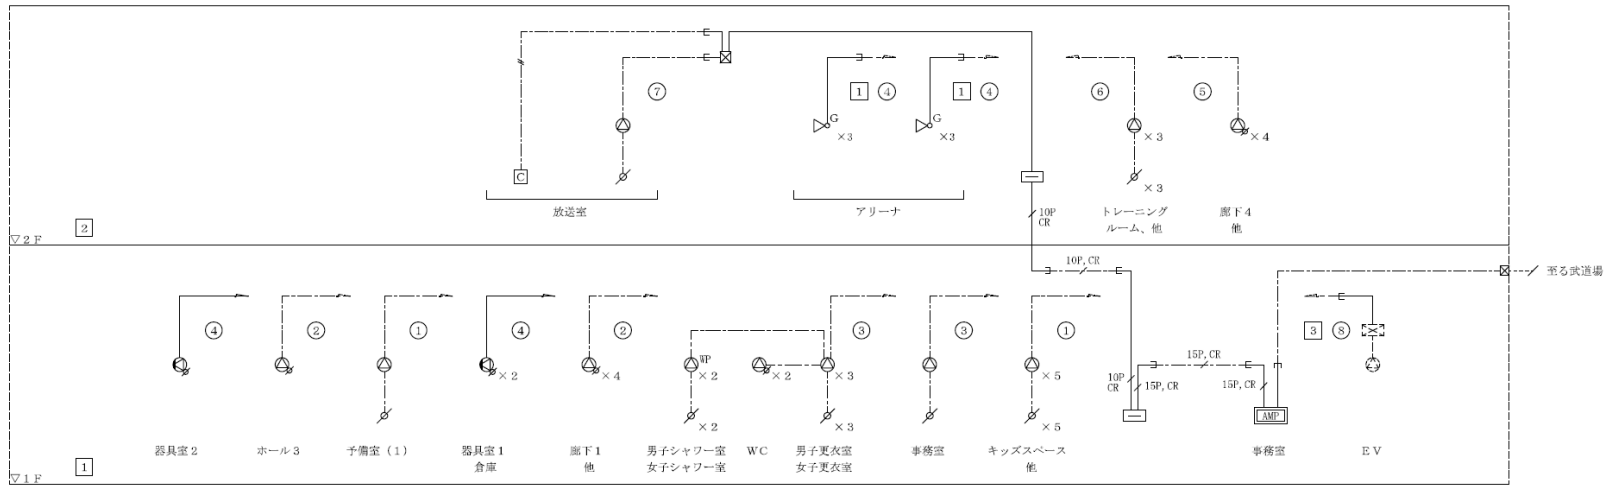 ⑦
1 ④
1 ④
⑥
⑤
G
×3
G
×3
×3
×4
C
×3
放送室
アリーナ
10P
CR
トレーニング
ルーム、他
廊下4
他
2
▽2F
10P,CR
至る武道場
④
②
①
④
②
③
③
①
3 ⑧
×2
×4
WP
×2
×2
×3
×5
15P,CR
10P
CR
15P,CR
15P,CR
×2
×3
×5
AMP
器具室2
ホール3
予備室(1)
器具室1
倉庫
廊下1
他
男子シャワー室
女子シャワー室
WC
男子更衣室
女子更衣室
事務室
キッズスペース
他
事務室
EV
1
▽1F